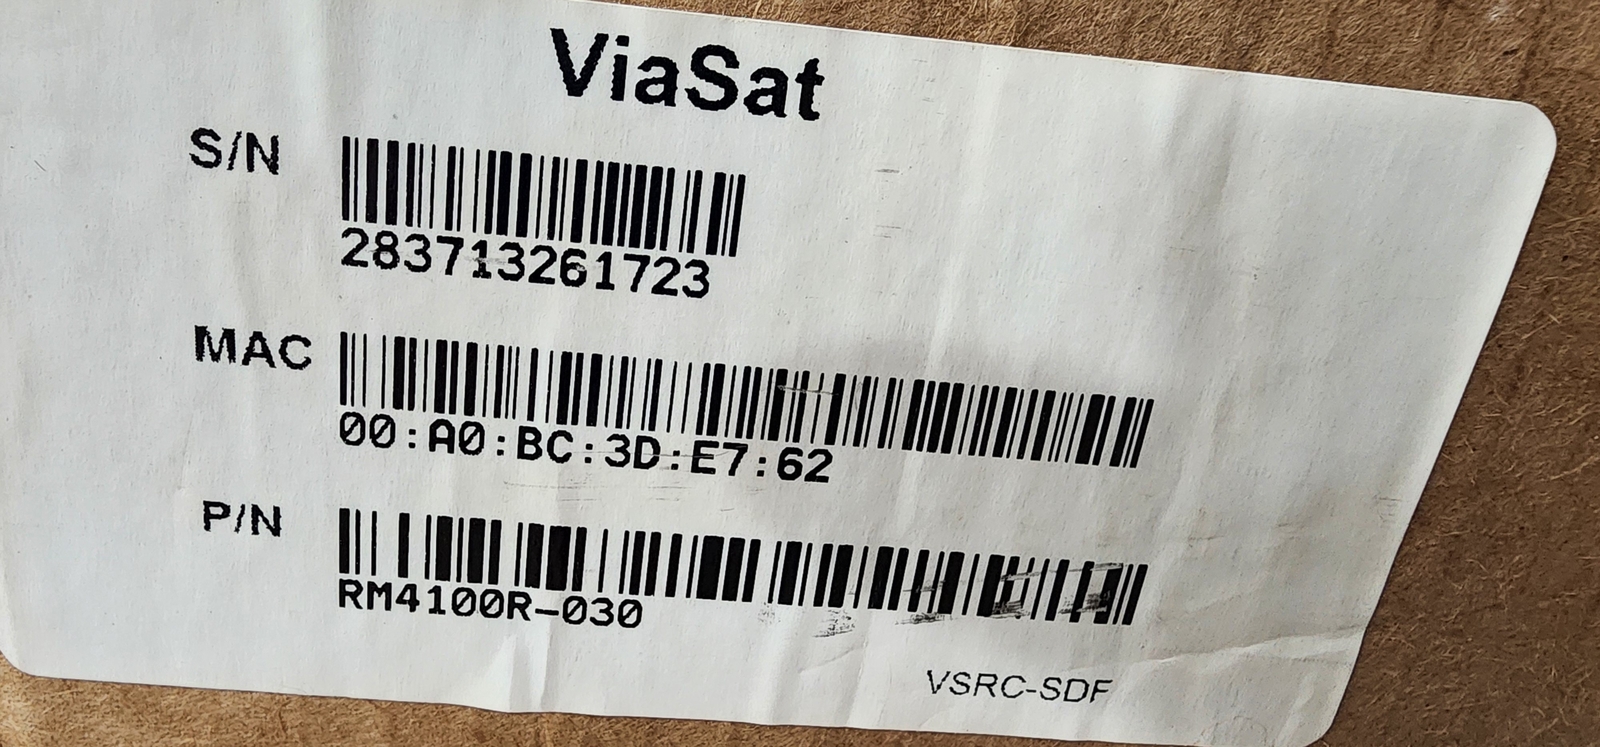 ViaSat
S/N
283713261723
MAC
00:A0:BC:3D:E7:62
P/N
RM4100R-030
VSRC-SDF